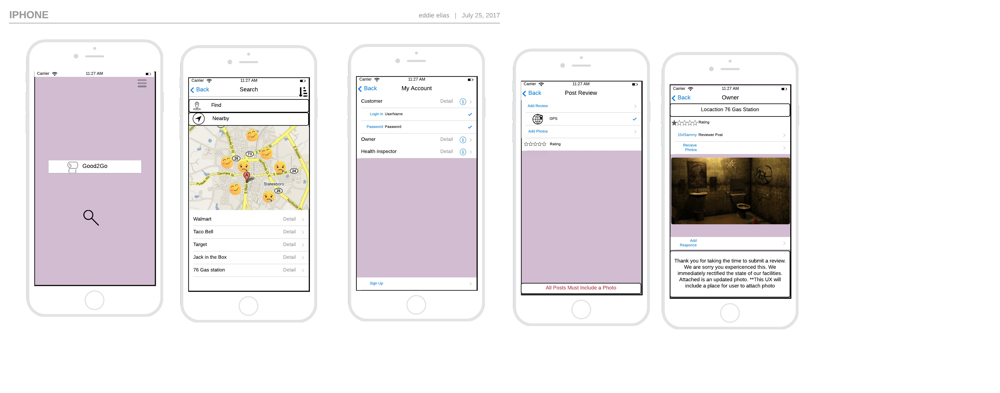 IPHONE
eddie elias | July 25, 2017
Carrier 11:27 AM
Good2Go
Carrier 11:27 AM
Back Search
Find
Nearby
Northside Dr W
E Parrish St
E Bypass
73
26
Northside Dr E
24
E Main St
Denmark St
A
Pulaski Rd
S Main St
Statesboro
26
Northside
Walmart Detail
Taco Bell Detail
Target Detail
Jack in the Box Detail
76 Gas station Detail
Carrier 11:27 AM
Back My Account
Customer Detail i
Login in UserName
Password Password
Owner Detail i
Health inspector Detail i
Sign Up
Carrier 11:27 AM
Back Post Review
Add Review
GPS
Add Photos
Rating
All Posts Must Include a Photo
Carrier 11:27 AM
Back Owner
Locaction 76 Gas Station
Rating
154Sammy Reviewer Post
Recieve
Photos
Add
Responce
Thank you for taking the time to submit a review.
We are sorry you expericenced this. We
immediately rectified the state of our facilities.
Attached is an updated photo. **This UX will
include a place for user to attach photo